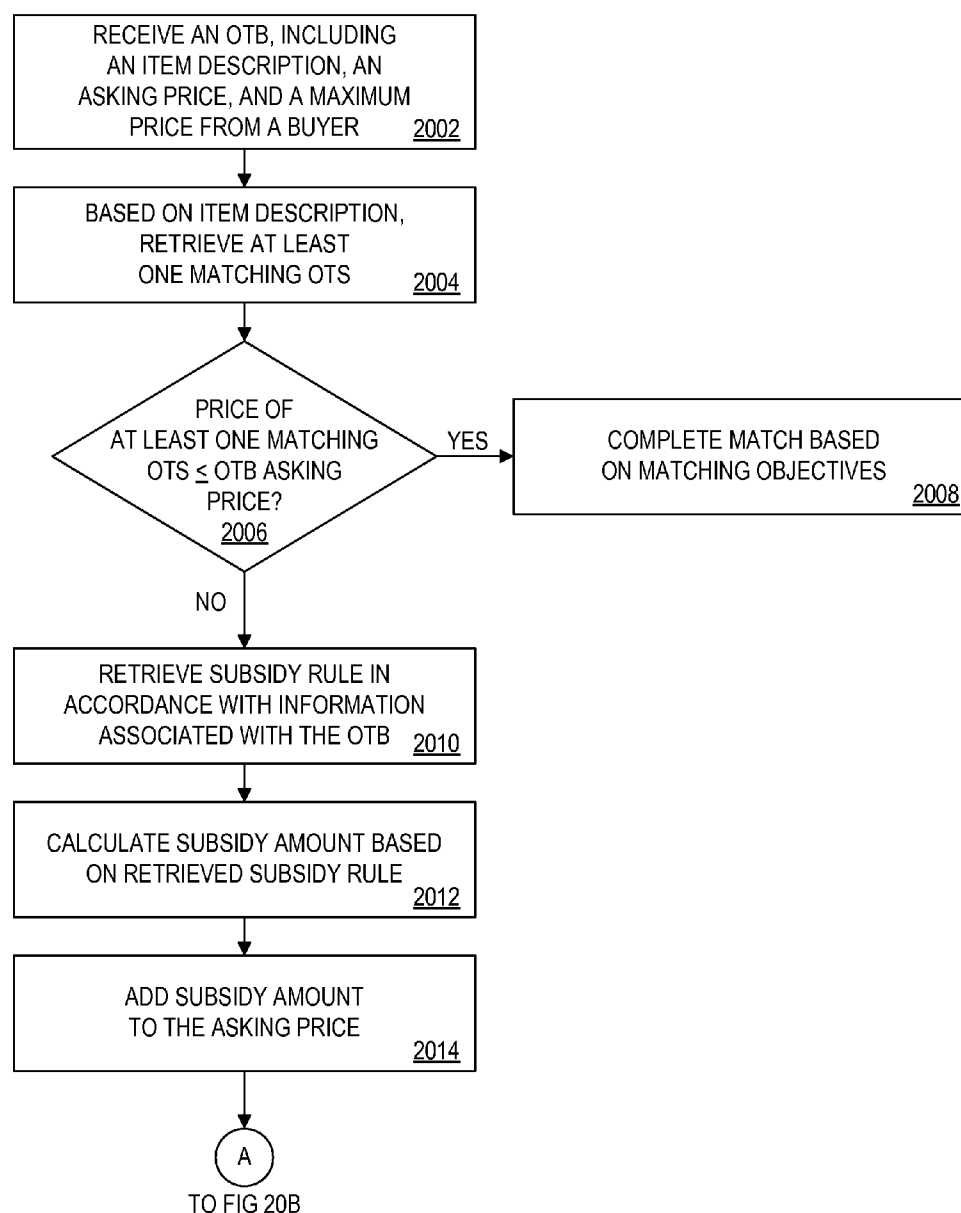 RECEIVE AN OTB, INCLUDING
AN ITEM DESCRIPTION, AN
ASKING PRICE, AND A MAXIMUM
PRICE FROM A BUYER
2002
BASED ON ITEM DESCRIPTION,
RETRIEVE AT LEAST
ONE MATCHING OTS
2004
PRICE OF
AT LEAST ONE MATCHING
OTS ≤ OTB ASKING
PRICE?
2006
YES
COMPLETE MATCH BASED
ON MATCHING OBJECTIVES
2008
NO
RETRIEVE SUBSIDY RULE IN
ACCORDANCE WITH INFORMATION
ASSOCIATED WITH THE OTB
2010
CALCULATE SUBSIDY AMOUNT BASED
ON RETRIEVED SUBSIDY RULE
2012
ADD SUBSIDY AMOUNT
TO THE ASKING PRICE
2014
A
TO FIG 20B